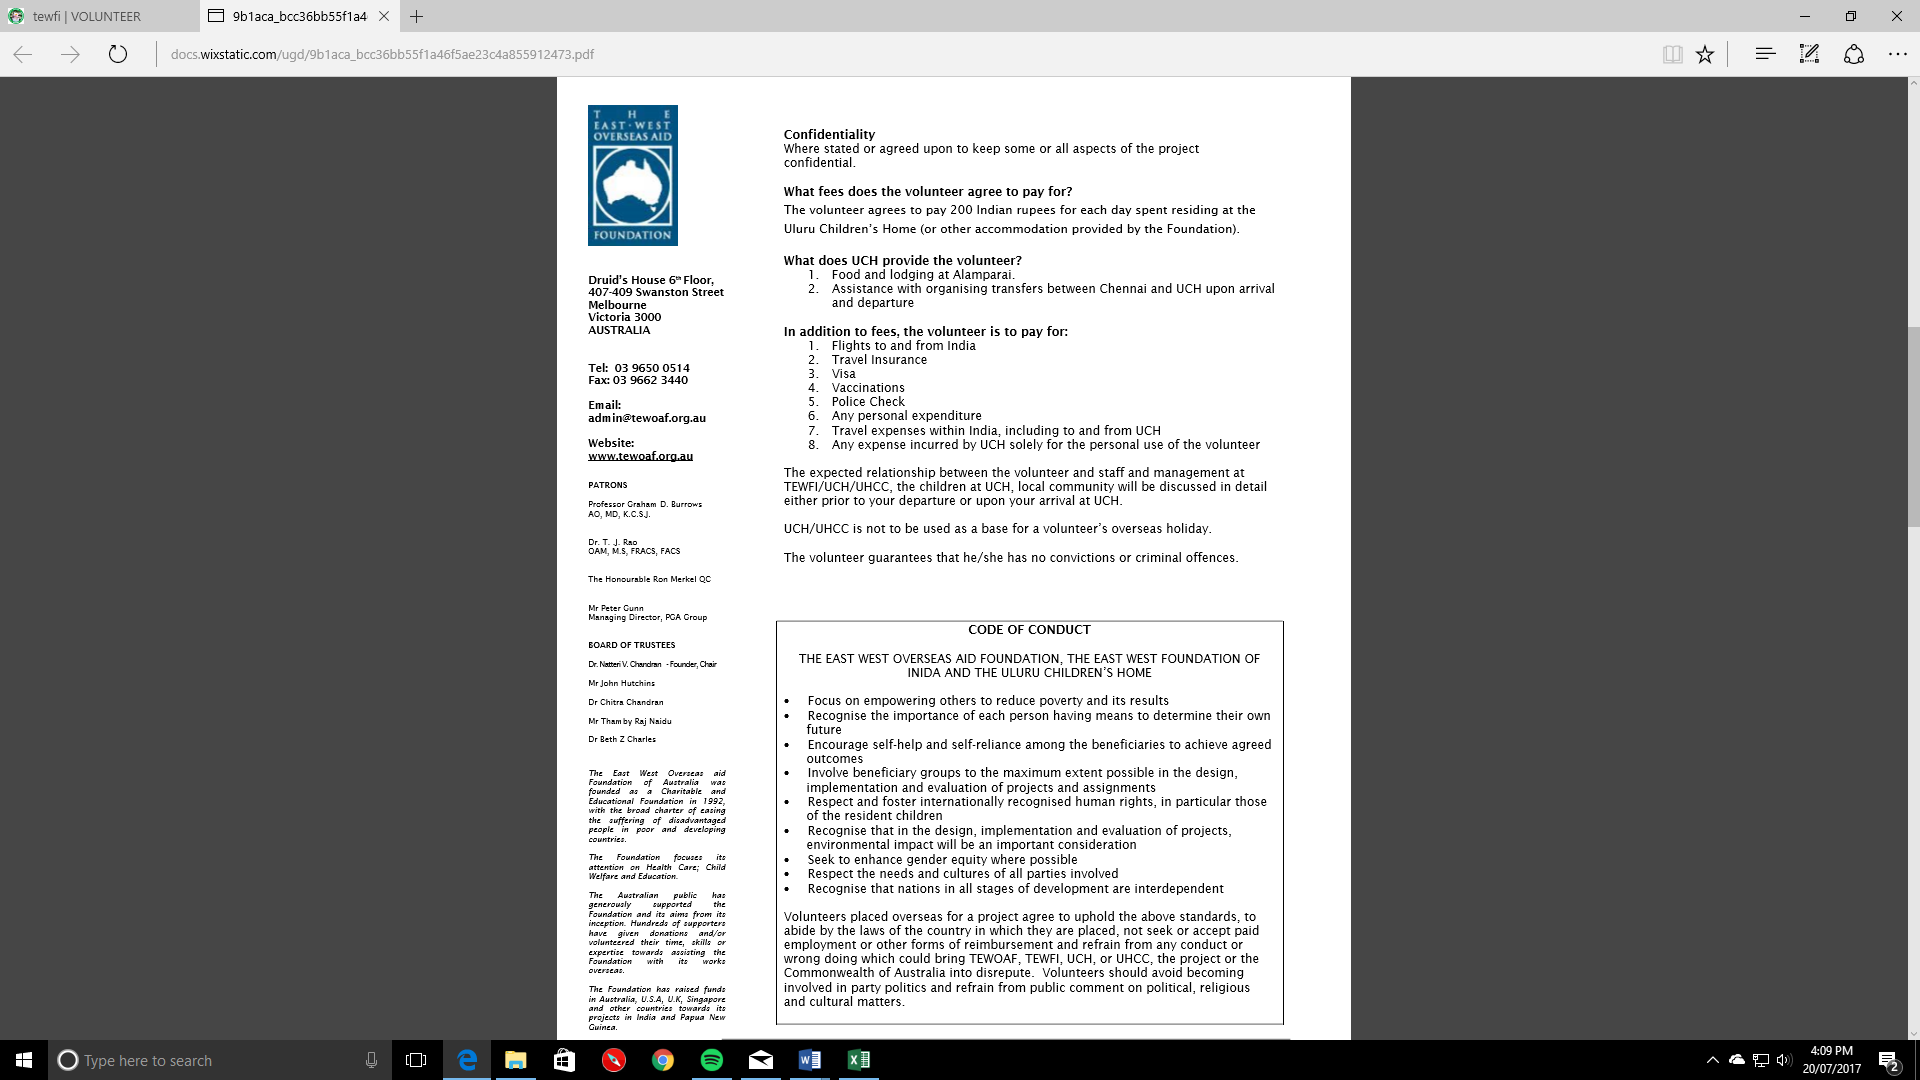 tewfi | VOLUNTEER
9b1aca_bcc36bb55f1a4
docs.wixstatic.com/ugd/9b1aca_bcc36bb55f1a46f5ae23c4a855912473.pdf
THE
EAST·WEST
OVERSEAS AID
FOUNDATION
Druid's House 6th Floor,
407-409 Swanston Street
Melbourne
Victoria 3000
AUSTRALIA
Tel: 03 9650 0514
Fax: 03 9662 3440
Email:
admin@tewoaf.org.au
Website:
www.tewoaf.org.au
PATRONS
Professor Graham D. Burrows
AO, MD, K.C.S.J.
Dr. T. .J. Rao
OAM, M.S, FRACS, FACS
The Honourable Ron Merkel QC
Mr Peter Gunn
Managing Director, PGA Group
BOARD OF TRUSTEES
Dr. Natteri V. Chandran - Founder, Chair
Mr John Hutchins
Dr Chitra Chandran
Mr Thamby Raj Naidu
Dr Beth Z Charles
The East West Overseas aid
Foundation of Australia was
founded as a Charitable and
Educational Foundation in 1992,
with the broad charter of easing
the suffering of disadvantaged
people in poor and developing
countries.
The Foundation focuses its
attention on Health Care; Child
Welfare and Education.
The Australian public has
generously supported the
Foundation and its aims from its
inception. Hundreds of supporters
have given donations and/or
volunteered their time, skills or
expertise towards assisting the
Foundation with its works
overseas.
The Foundation has raised funds
in Australia, U.S.A, U.K, Singapore
and other countries towards its
projects in India and Papua New
Guinea.
Confidentiality
Where stated or agreed upon to keep some or all aspects of the project
confidential.
What fees does the volunteer agree to pay for?
The volunteer agrees to pay 200 Indian rupees for each day spent residing at the
Uluru Children's Home (or other accommodation provided by the Foundation).
What does UCH provide the volunteer?
1. Food and lodging at Alamparai.
2. Assistance with organising transfers between Chennai and UCH upon arrival
and departure
In addition to fees, the volunteer is to pay for:
1. Flights to and from India
2. Travel Insurance
3. Visa
4. Vaccinations
5. Police Check
6. Any personal expenditure
7. Travel expenses within India, including to and from UCH
8. Any expense incurred by UCH solely for the personal use of the volunteer
The expected relationship between the volunteer and staff and management at
TEWFI/UCH/UHCC, the children at UCH, local community will be discussed in detail
either prior to your departure or upon your arrival at UCH.
UCH/UHCC is not to be used as a base for a volunteer's overseas holiday.
The volunteer guarantees that he/she has no convictions or criminal offences.
CODE OF CONDUCT
THE EAST WEST OVERSEAS AID FOUNDATION, THE EAST WEST FOUNDATION OF
INIDA AND THE ULURU CHILDREN'S HOME
• Focus on empowering others to reduce poverty and its results
• Recognise the importance of each person having means to determine their own
future
• Encourage self-help and self-reliance among the beneficiaries to achieve agreed
outcomes
• Involve beneficiary groups to the maximum extent possible in the design,
implementation and evaluation of projects and assignments
• Respect and foster internationally recognised human rights, in particular those
of the resident children
• Recognise that in the design, implementation and evaluation of projects,
environmental impact will be an important consideration
• Seek to enhance gender equity where possible
• Respect the needs and cultures of all parties involved
• Recognise that nations in all stages of development are interdependent
Volunteers placed overseas for a project agree to uphold the above standards, to
abide by the laws of the country in which they are placed, not seek or accept paid
employment or other forms of reimbursement and refrain from any conduct or
wrong doing which could bring TEWOAF, TEWFI, UCH, or UHCC, the project or the
Commonwealth of Australia into disrepute. Volunteers should avoid becoming
involved in party politics and refrain from public comment on political, religious
and cultural matters.
Type here to search
4:09 PM
20/07/2017
2